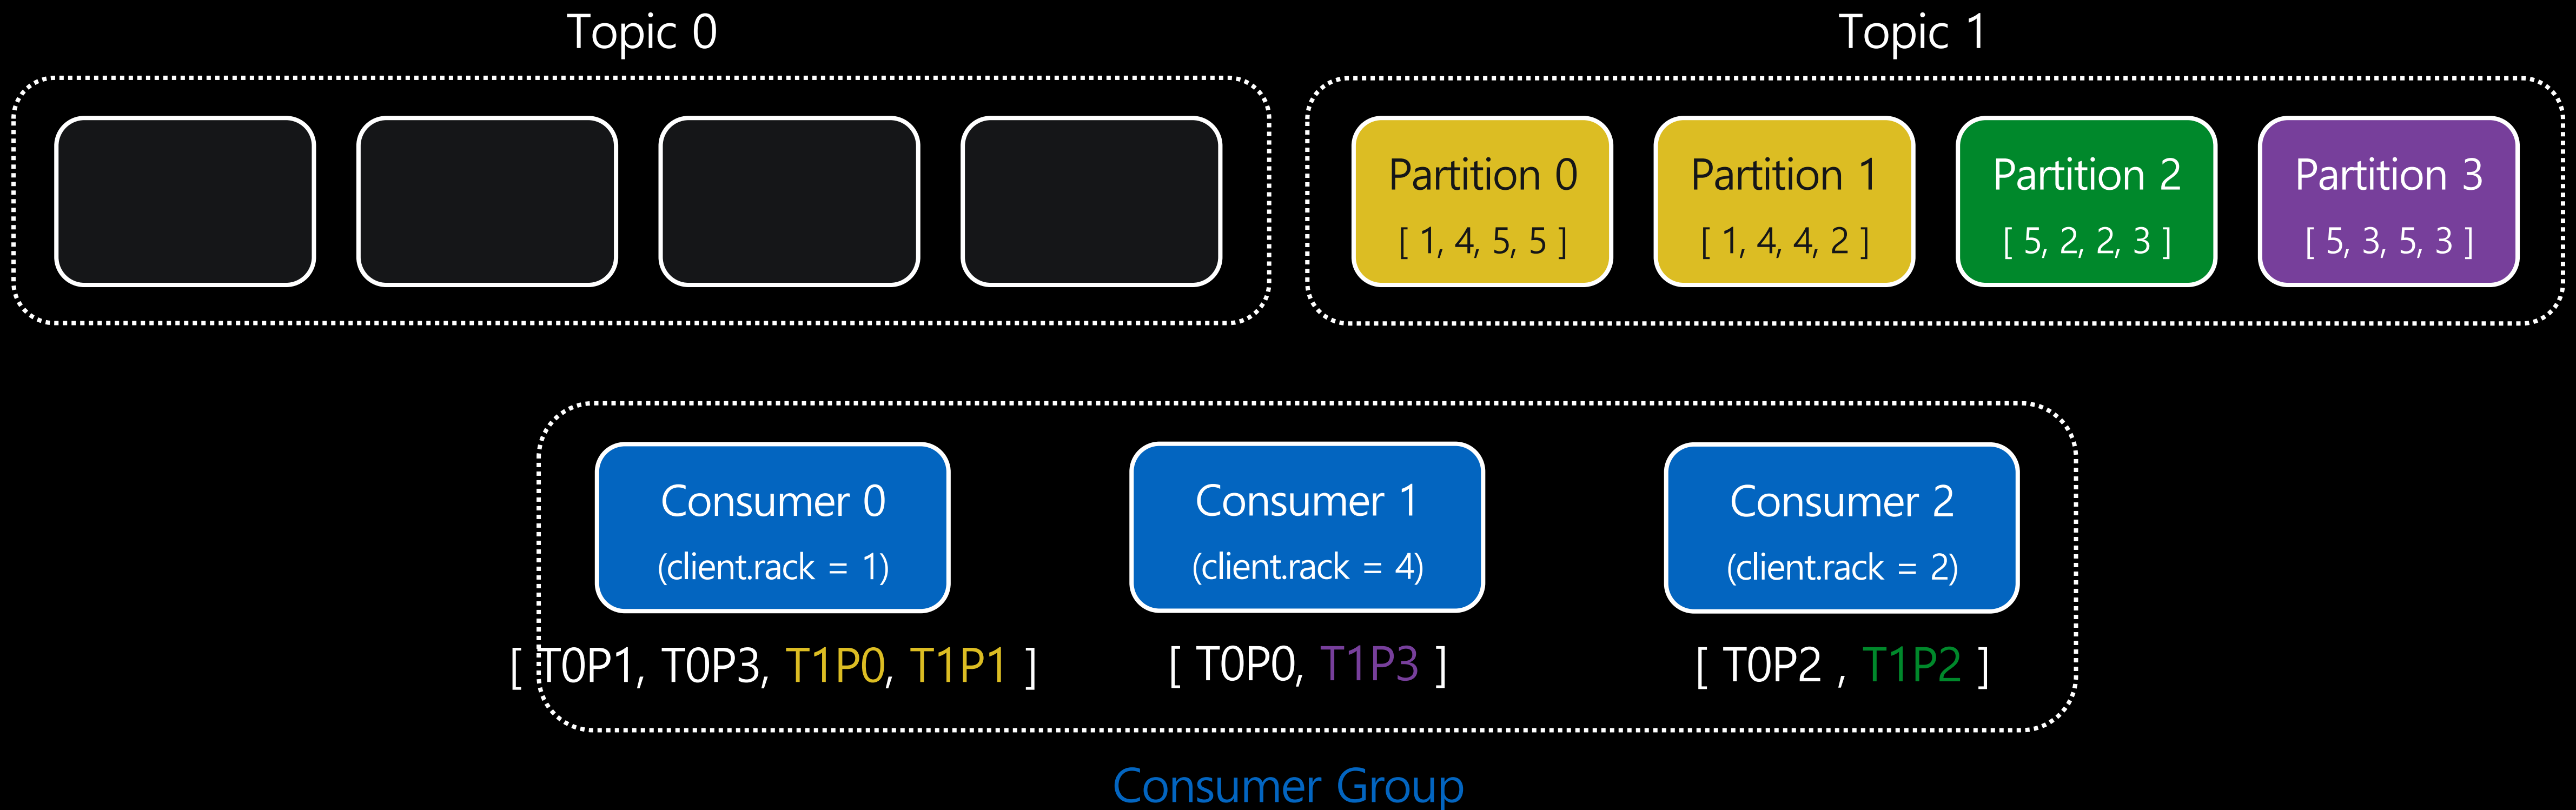 Topic 0
Topic 1
Partition 0
[ 1, 4, 5, 5 ]
Partition 1
[ 1, 4, 4, 2 ]
Partition 2
[ 5, 2, 2, 3 ]
Partition 3
[ 5, 3, 5, 3 ]
Consumer 0
(client.rack = 1)
Consumer 1
(client.rack = 4)
Consumer 2
(client.rack = 2)
[ T0P1, T0P3, T1P0, T1P1 ]
[ T0P0, T1P3 ]
[ T0P2 , T1P2 ]
Consumer Group